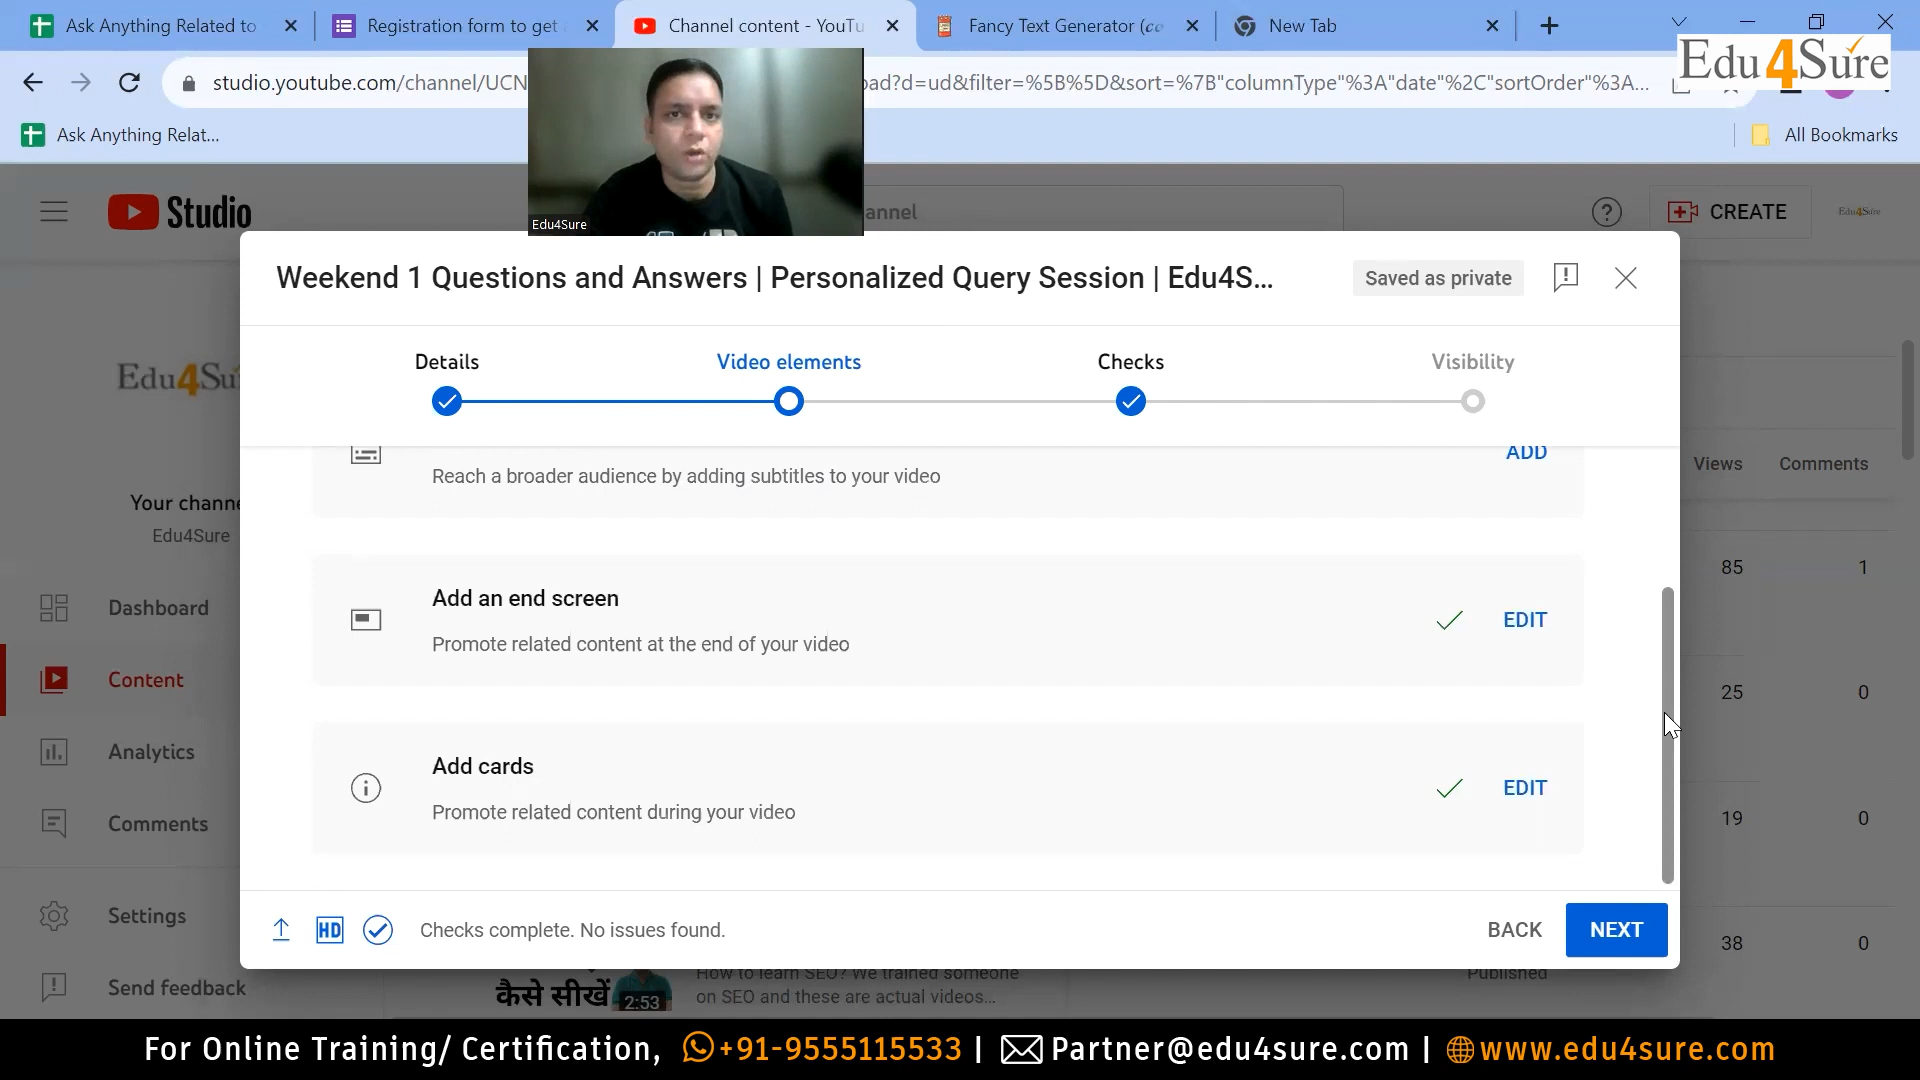 Ask Anything Related to
Registration form to get a
Channel content - YouTu
Fancy Text Generator (co
New Tab
Edu4Sure
studio.youtube.com/channel/UCN
oad?d=ud&filter=%5B%5D&sort=%7B"columnType"%3A"date"%2C"sortOrder"%3A...
Ask Anything Relat...
All Bookmarks
Edu4Sure
Studio
annel
CREATE
Edu4Sure
Weekend 1 Questions and Answers | Personalized Query Session | Edu4S...
Saved as private
Details
Video elements
Checks
Visibility
Edu4Su
Your channe
Edu4Sure
Dashboard
Content
Analytics
Comments
Settings
Send feedback
ADD
Reach a broader audience by adding subtitles to your video
Add an end screen
Promote related content at the end of your video
EDIT
Add cards
Promote related content during your video
EDIT
Views
Comments
85
1
25
0
19
0
38
0
HD
Checks complete. No issues found.
BACK
NEXT
कैसे सीखें
2:53
How to learn SEO? We trained someone
on SEO and these are actual videos...
Published
For Online Training/ Certification, +91-9555115533 | Partner@edu4sure.com | www.edu4sure.com